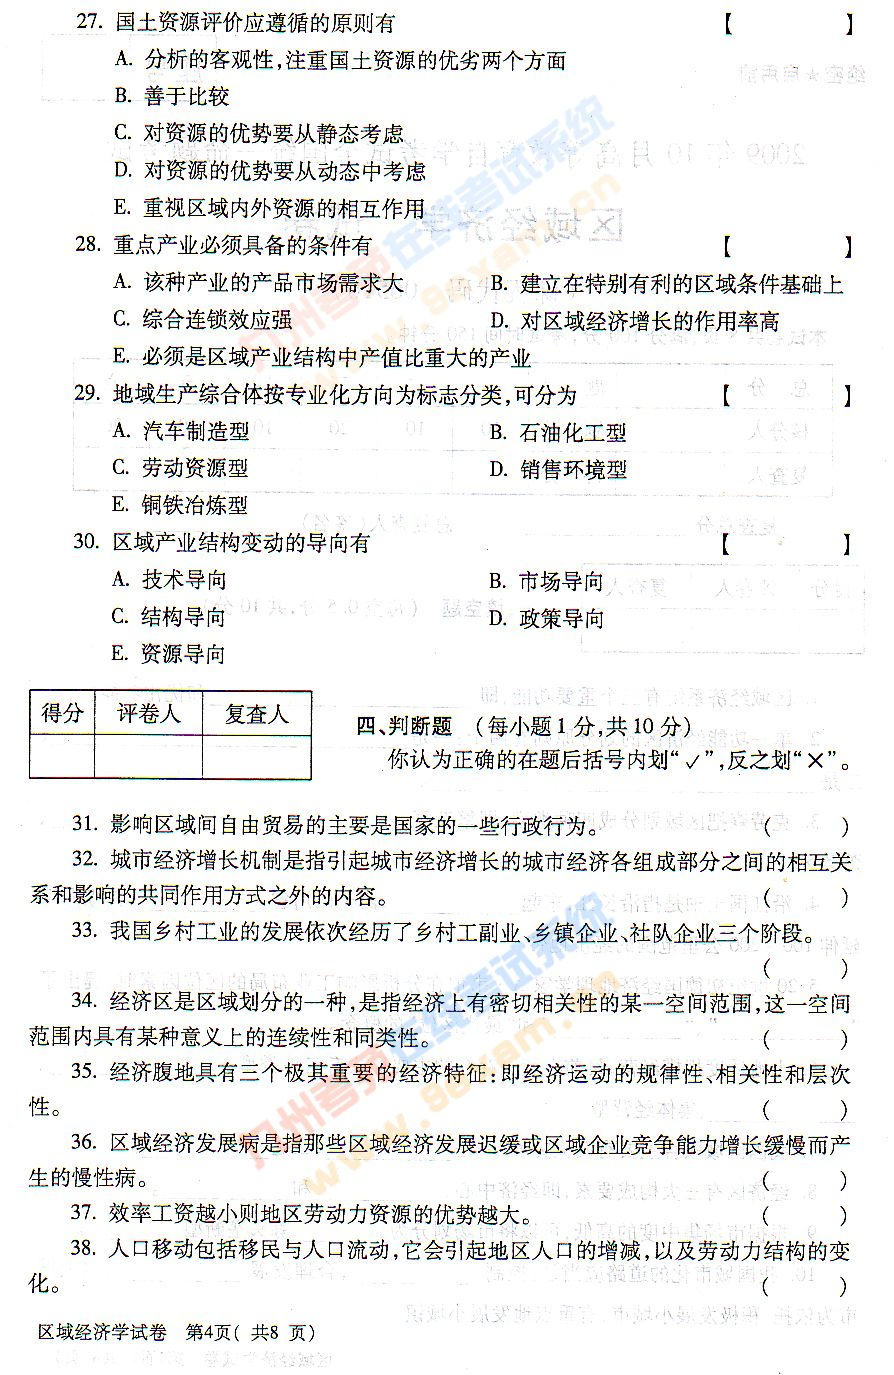 27. 国土资源评价应遵循的原则有 【 】
A. 分析的客观性,注重国土资源的优劣两个方面
B. 善于比较
C. 对资源的优势要从静态考虑
D. 对资源的优势要从动态中考虑
E. 重视区域内外资源的相互作用
28. 重点产业必须具备的条件有 【 】
A. 该种产业的产品市场需求大 B. 建立在特别有利的区域条件基础上
C. 综合连锁效应强 D. 对区域经济增长的作用率高
E. 必须是区域产业结构中产值比重大的产业
29. 地域生产综合体按专业化方向为标志分类,可分为 【 】
A. 汽车制造型 B. 石油化工型
C. 劳动资源型 D. 销售环境型
E. 铜铁冶炼型
30. 区域产业结构变动的导向有 【 】
A. 技术导向 B. 市场导向
C. 结构导向 D. 政策导向
E. 资源导向
得分 评卷人 复查人
四、判断题 (每小题1分,共10分)
你认为正确的在题后括号内划“✓”,反之划“×”。
31. 影响区域间自由贸易的主要是国家的一些行政行为。 ( )
32. 城市经济增长机制是指引起城市经济增长的城市经济各组成部分之间的相互关
系和影响的共同作用方式之外的内容。 ( )
33. 我国乡村工业的发展依次经历了乡村工副业、乡镇企业、社队企业三个阶段。
( )
34. 经济区是区域划分的一种,是指经济上有密切相关性的某一空间范围,这一空间
范围内具有某种意义上的连续性和同类性。 ( )
35. 经济腹地具有三个极其重要的经济特征:即经济运动的规律性、相关性和层次
性。 ( )
36. 区域经济发展病是指那些区域经济发展迟缓或区域企业竞争能力增长缓慢而产
生的慢性病。 ( )
37. 效率工资越小则地区劳动力资源的优势越大。 ( )
38. 人口移动包括移民与人口流动,它会引起地区人口的增减,以及劳动力结构的变
化。 ( )
区域经济学试卷 第4页( 共8 页)